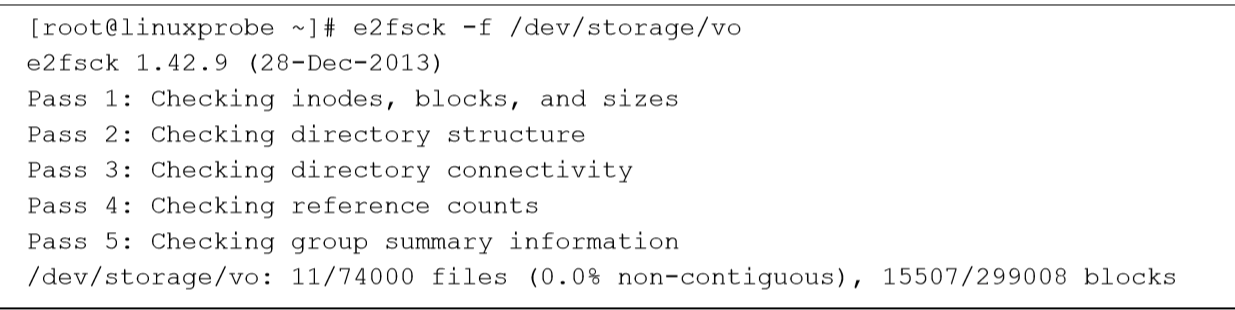 [root@linuxprobe ~]# e2fsck -f /dev/storage/vo
e2fsck 1.42.9 (28-Dec-2013)
Pass 1: Checking inodes, blocks, and sizes
Pass 2: Checking directory structure
Pass 3: Checking directory connectivity
Pass 4: Checking reference counts
Pass 5: Checking group summary information
/dev/storage/vo: 11/74000 files (0.0% non-contiguous), 15507/299008 blocks